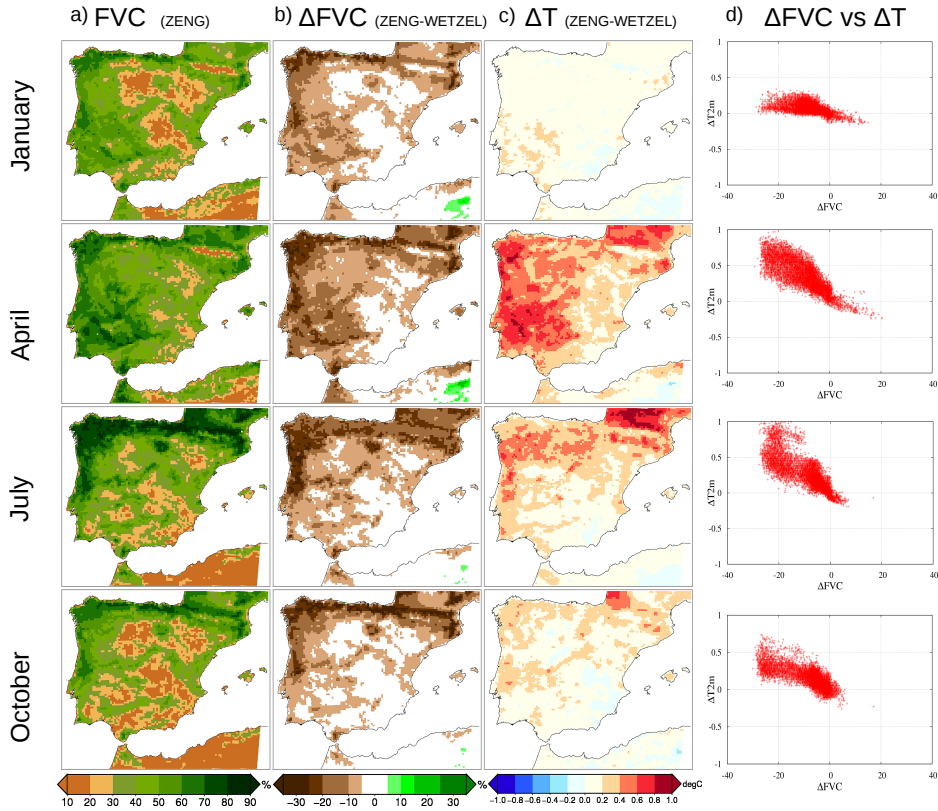 a) FVC (ZENG) b) ΔFVC (ZENG-WETZEL) c) ΔT (ZENG-WETZEL) d) ΔFVC vs ΔT
January
1
0.5
0
-0.5
-1
ΔT2m
-40 -20 0 20 40
ΔFVC
April
1
0.5
0
-0.5
-1
ΔT2m
-40 -20 0 20 40
ΔFVC
July
1
0.5
0
-0.5
-1
ΔT2m
-40 -20 0 20 40
ΔFVC
October
1
0.5
0
-0.5
-1
ΔT2m
-40 -20 0 20 40
ΔFVC
% % degC
10 20 30 40 50 60 70 80 90 −30 −20 −10 0 10 20 30 −1.0 −0.8 −0.6 −0.4 −0.2 0 0.2 0.4 0.6 0.8 1.0